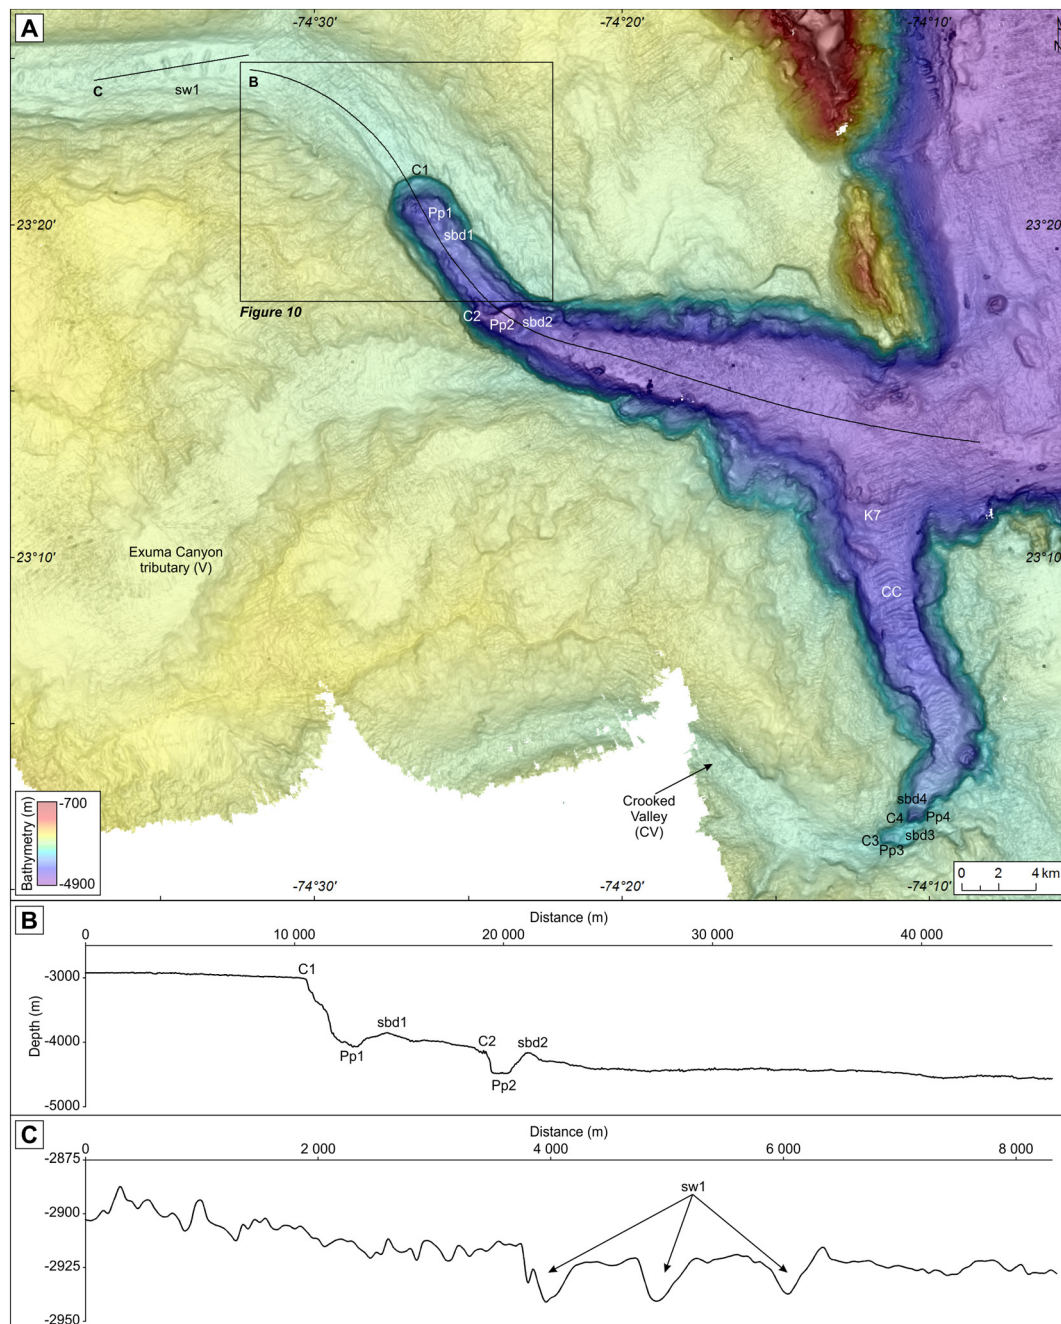 A
-74°30'
-74°20'
-74°10'
C
sw1
B
C1
Pp1
sbd1
23°20'
23°20'
C2
Pp2
sbd2
Figure 10
K7
Exuma Canyon
tributary (V)
23°10'
23°10'
CC
Crooked
Valley
(CV)
sbd4
C4
Pp4
sbd3
C3
Pp3
Bathymetry (m)
-700
-4900
-74°30'
-74°20'
-74°10'
0 2 4 km
B
Distance (m)
0 10 000 20 000 30 000 40 000
Depth (m)
-3000
-4000
-5000
C1
sbd1
Pp1
C2
sbd2
Pp2
C
Distance (m)
0 2 000 4 000 6 000 8 000
-2875
-2900
-2925
-2950
sw1